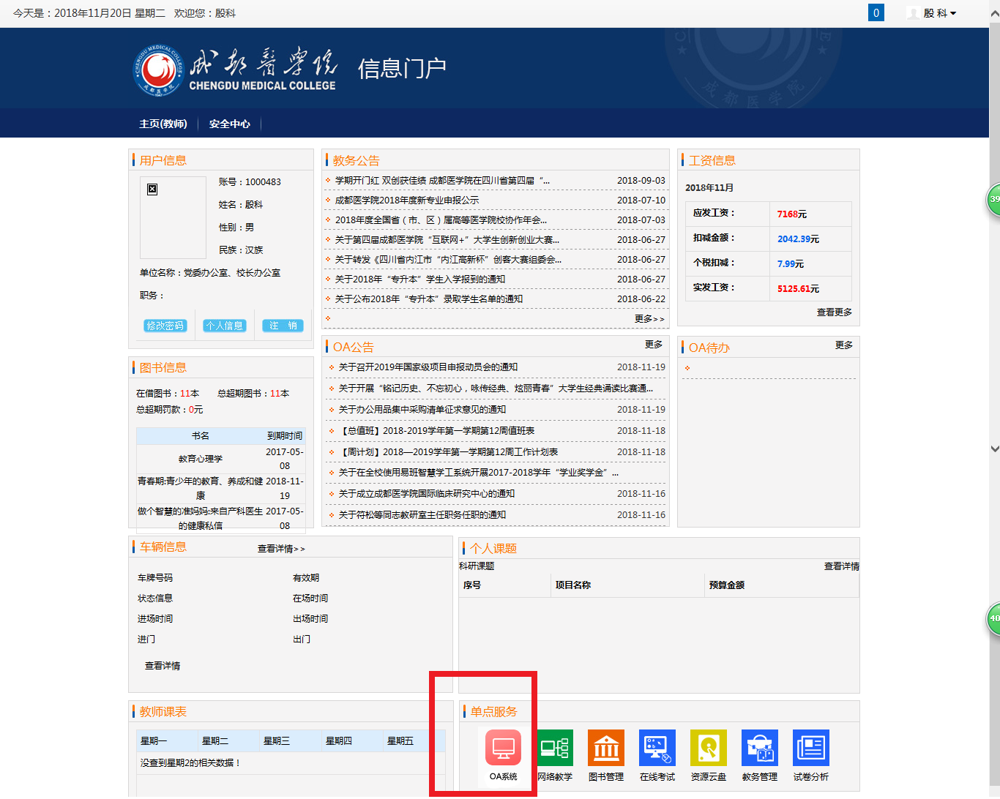 今天是：2018年11月20日 星期二 欢迎您：殷科
0 殷 科
成都医学院
CHENGDU MEDICAL COLLEGE
信息门户
主页(教师) 安全中心
用户信息
账号：1000483
姓名：殷科
性别：男
民族：汉族
单位名称：党委办公室、校长办公室
职务：
修改密码 个人信息 注 销
教务公告
学期开门红 双创获佳绩 成都医学院在四川省第四届“... 2018-09-03
成都医学院2018年度新专业申报公示 2018-07-10
2018年度全国省（市、区）属高等医学院校协作年会... 2018-07-03
关于第四届成都医学院“互联网+”大学生创新创业大赛... 2018-06-27
关于转发《四川省内江市“内江高新杯”创客大赛组委会... 2018-06-27
关于2018年“专升本”学生入学报到的通知 2018-06-27
关于公布2018年“专升本”录取学生名单的通知 2018-06-22
更多>>
工资信息
2018年11月
应发工资： 7168元
扣减金额： 2042.39元
个税扣减： 7.99元
实发工资： 5125.61元
查看更多
图书信息
在借图书：11本 总超期图书：11本
总超期罚款：0元
书名 到期时间
教育心理学 2017-05-
08
青春期:青少年的教育、养成和健 2018-11-
康 19
做个智慧的准妈妈:来自产科医生 2017-05-
的健康私信 08
OA公告 更多
关于召开2019年国家级项目申报动员会的通知 2018-11-19
关于开展“铭记历史、不忘初心，咏传经典、炫丽青春”大学生经典诵读比赛通...
关于办公用品集中采购清单征求意见的通知 2018-11-19
【总值班】2018-2019学年第一学期第12周值班表 2018-11-18
【周计划】2018—2019学年第一学期第12周工作计划表 2018-11-18
关于在全校使用易班智慧学工系统开展2017-2018学年“学业奖学金”...
关于成立成都医学院国际临床研究中心的通知 2018-11-16
关于符松等同志教研室主任职务任职的通知 2018-11-16
OA待办 更多
车辆信息 查看详情>>
车牌号码 有效期
状态信息 在场时间
进场时间 出场时间
进门 出门
查看详情
个人课题
科研课题 查看详情
序号 项目名称 预算金额
教师课表
星期一 星期二 星期三 星期四 星期五
没查到星期2的相关数据！
单点服务
OA系统 网络教学 图书管理 在线考试 资源云盘 教务管理 试卷分析
39
40